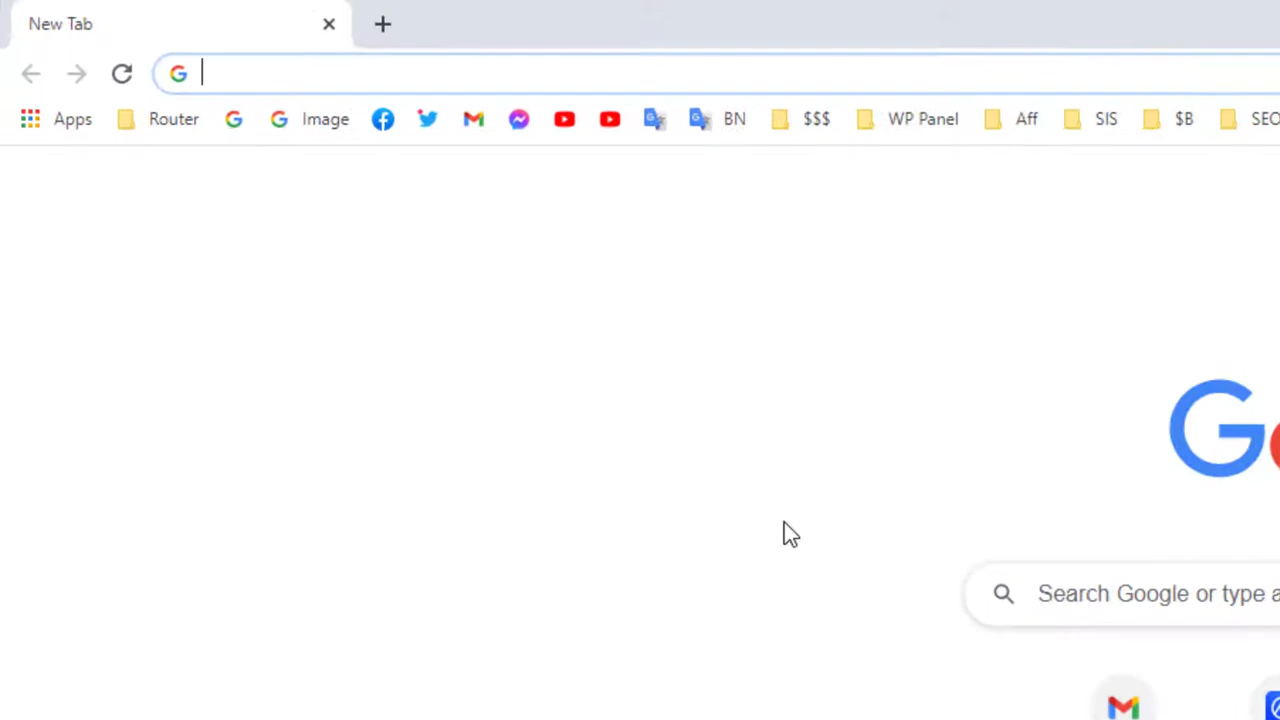 New Tab
Apps Router Image BN $$$ WP Panel Aff SIS $B SEO
G
Search Google or type a